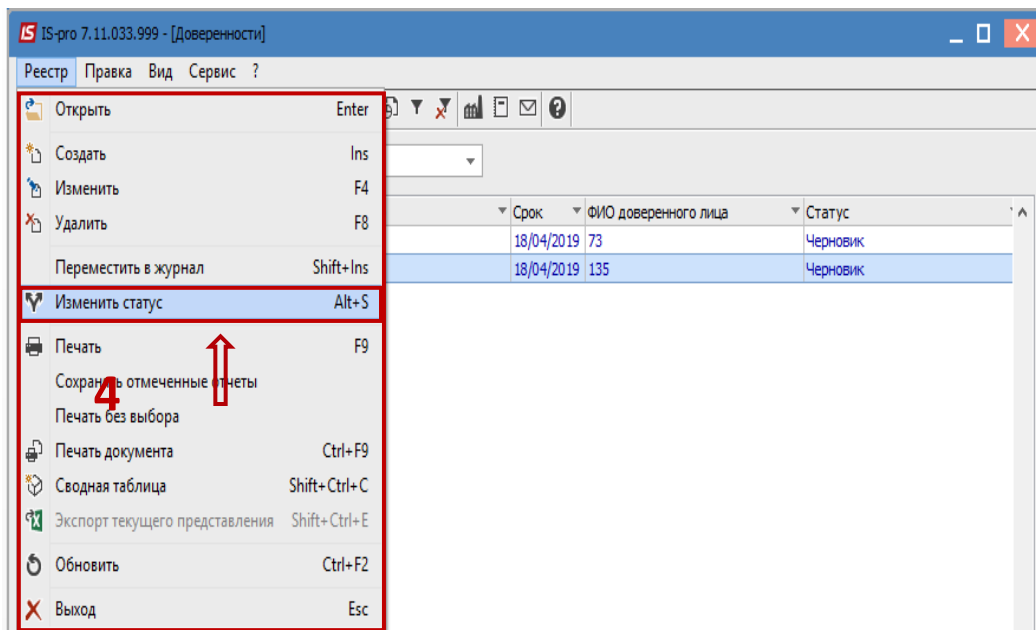 IS IS-pro 7.11.033.999 - [Доверенности]
Реестр Правка Вид Сервис ?
Открыть Enter
Создать Ins
Изменить F4
Удалить F8
Переместить в журнал Shift+Ins
Изменить статус Alt+S
Печать F9
Сохранить отмеченные отчеты
4
Печать без выбора
Печать документа Ctrl+F9
Сводная таблица Shift+Ctrl+C
Экспорт текущего представления Shift+Ctrl+E
Обновить Ctrl+F2
Выход Esc
Срок ФИО доверенного лица Статус
18/04/2019 73 Черновик
18/04/2019 135 Черновик